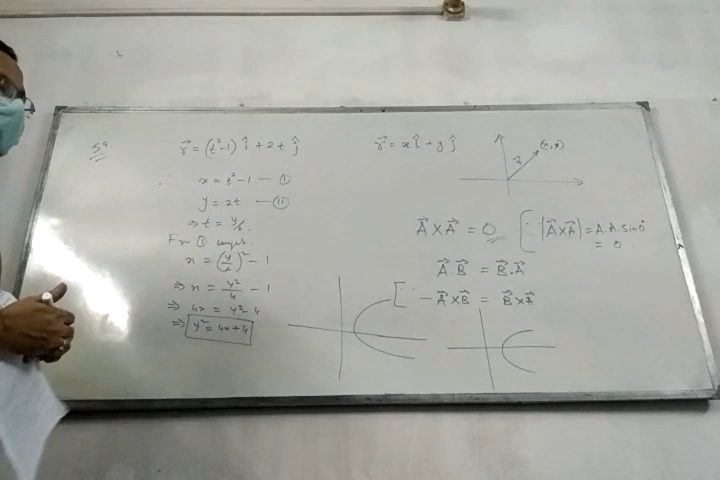 5a.
r⃗ = (t²-1) î + 2t ĵ
x = t²-1 — ①
y = 2t — ⑪
⇒ t = y/2
From ① we get.
x = (y/2)² - 1
⇒ x = y²/4 - 1
⇒ 4x = y² - 4
⇒ y² = 4x + 4
r⃗ = x î + y ĵ
r⃗
(x, y)
A⃗ × A⃗ = 0 [∵ |A⃗ × A⃗| = A.A. sin 0°
= 0.
A⃗ . B⃗ = B⃗ . A⃗
[∵ - A⃗ × B⃗ = B⃗ × A⃗